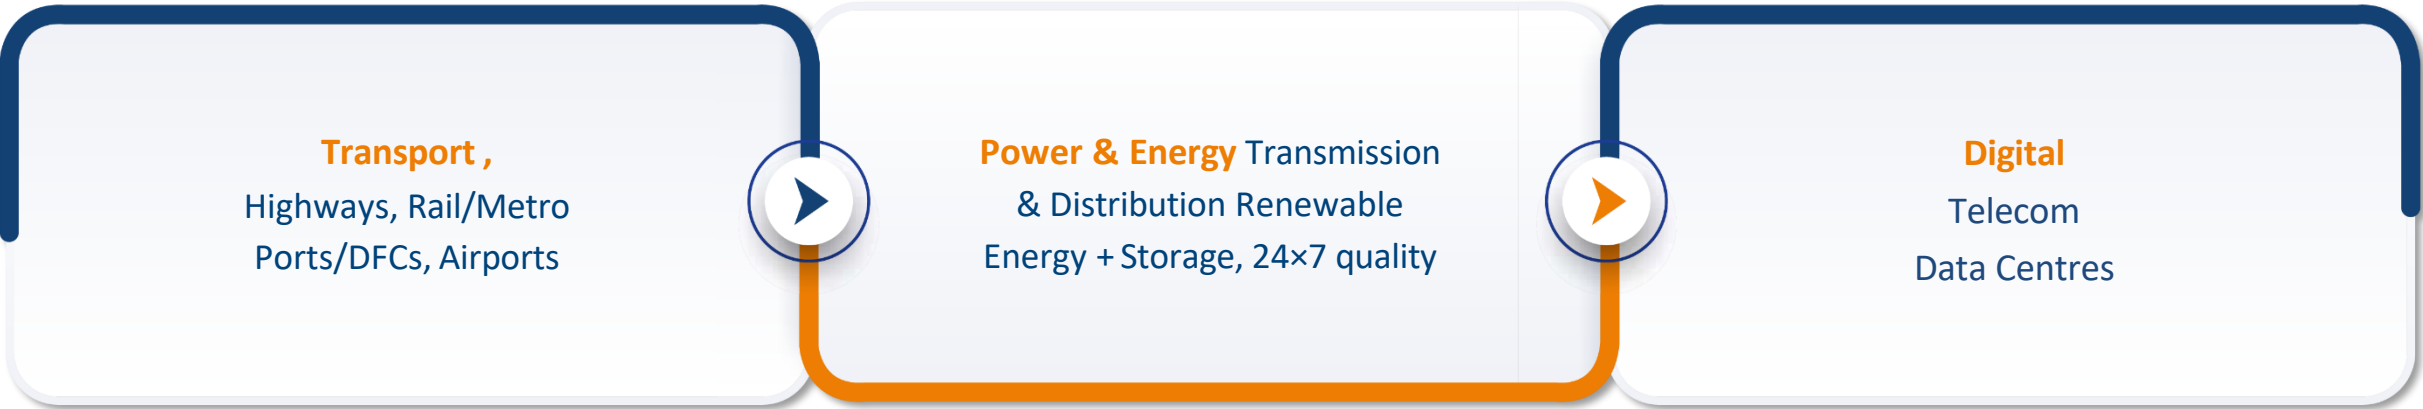 Transport ,
Highways, Rail/Metro
Ports/DFCs, Airports
Power & Energy Transmission
& Distribution Renewable
Energy + Storage, 24×7 quality
Digital
Telecom
Data Centres